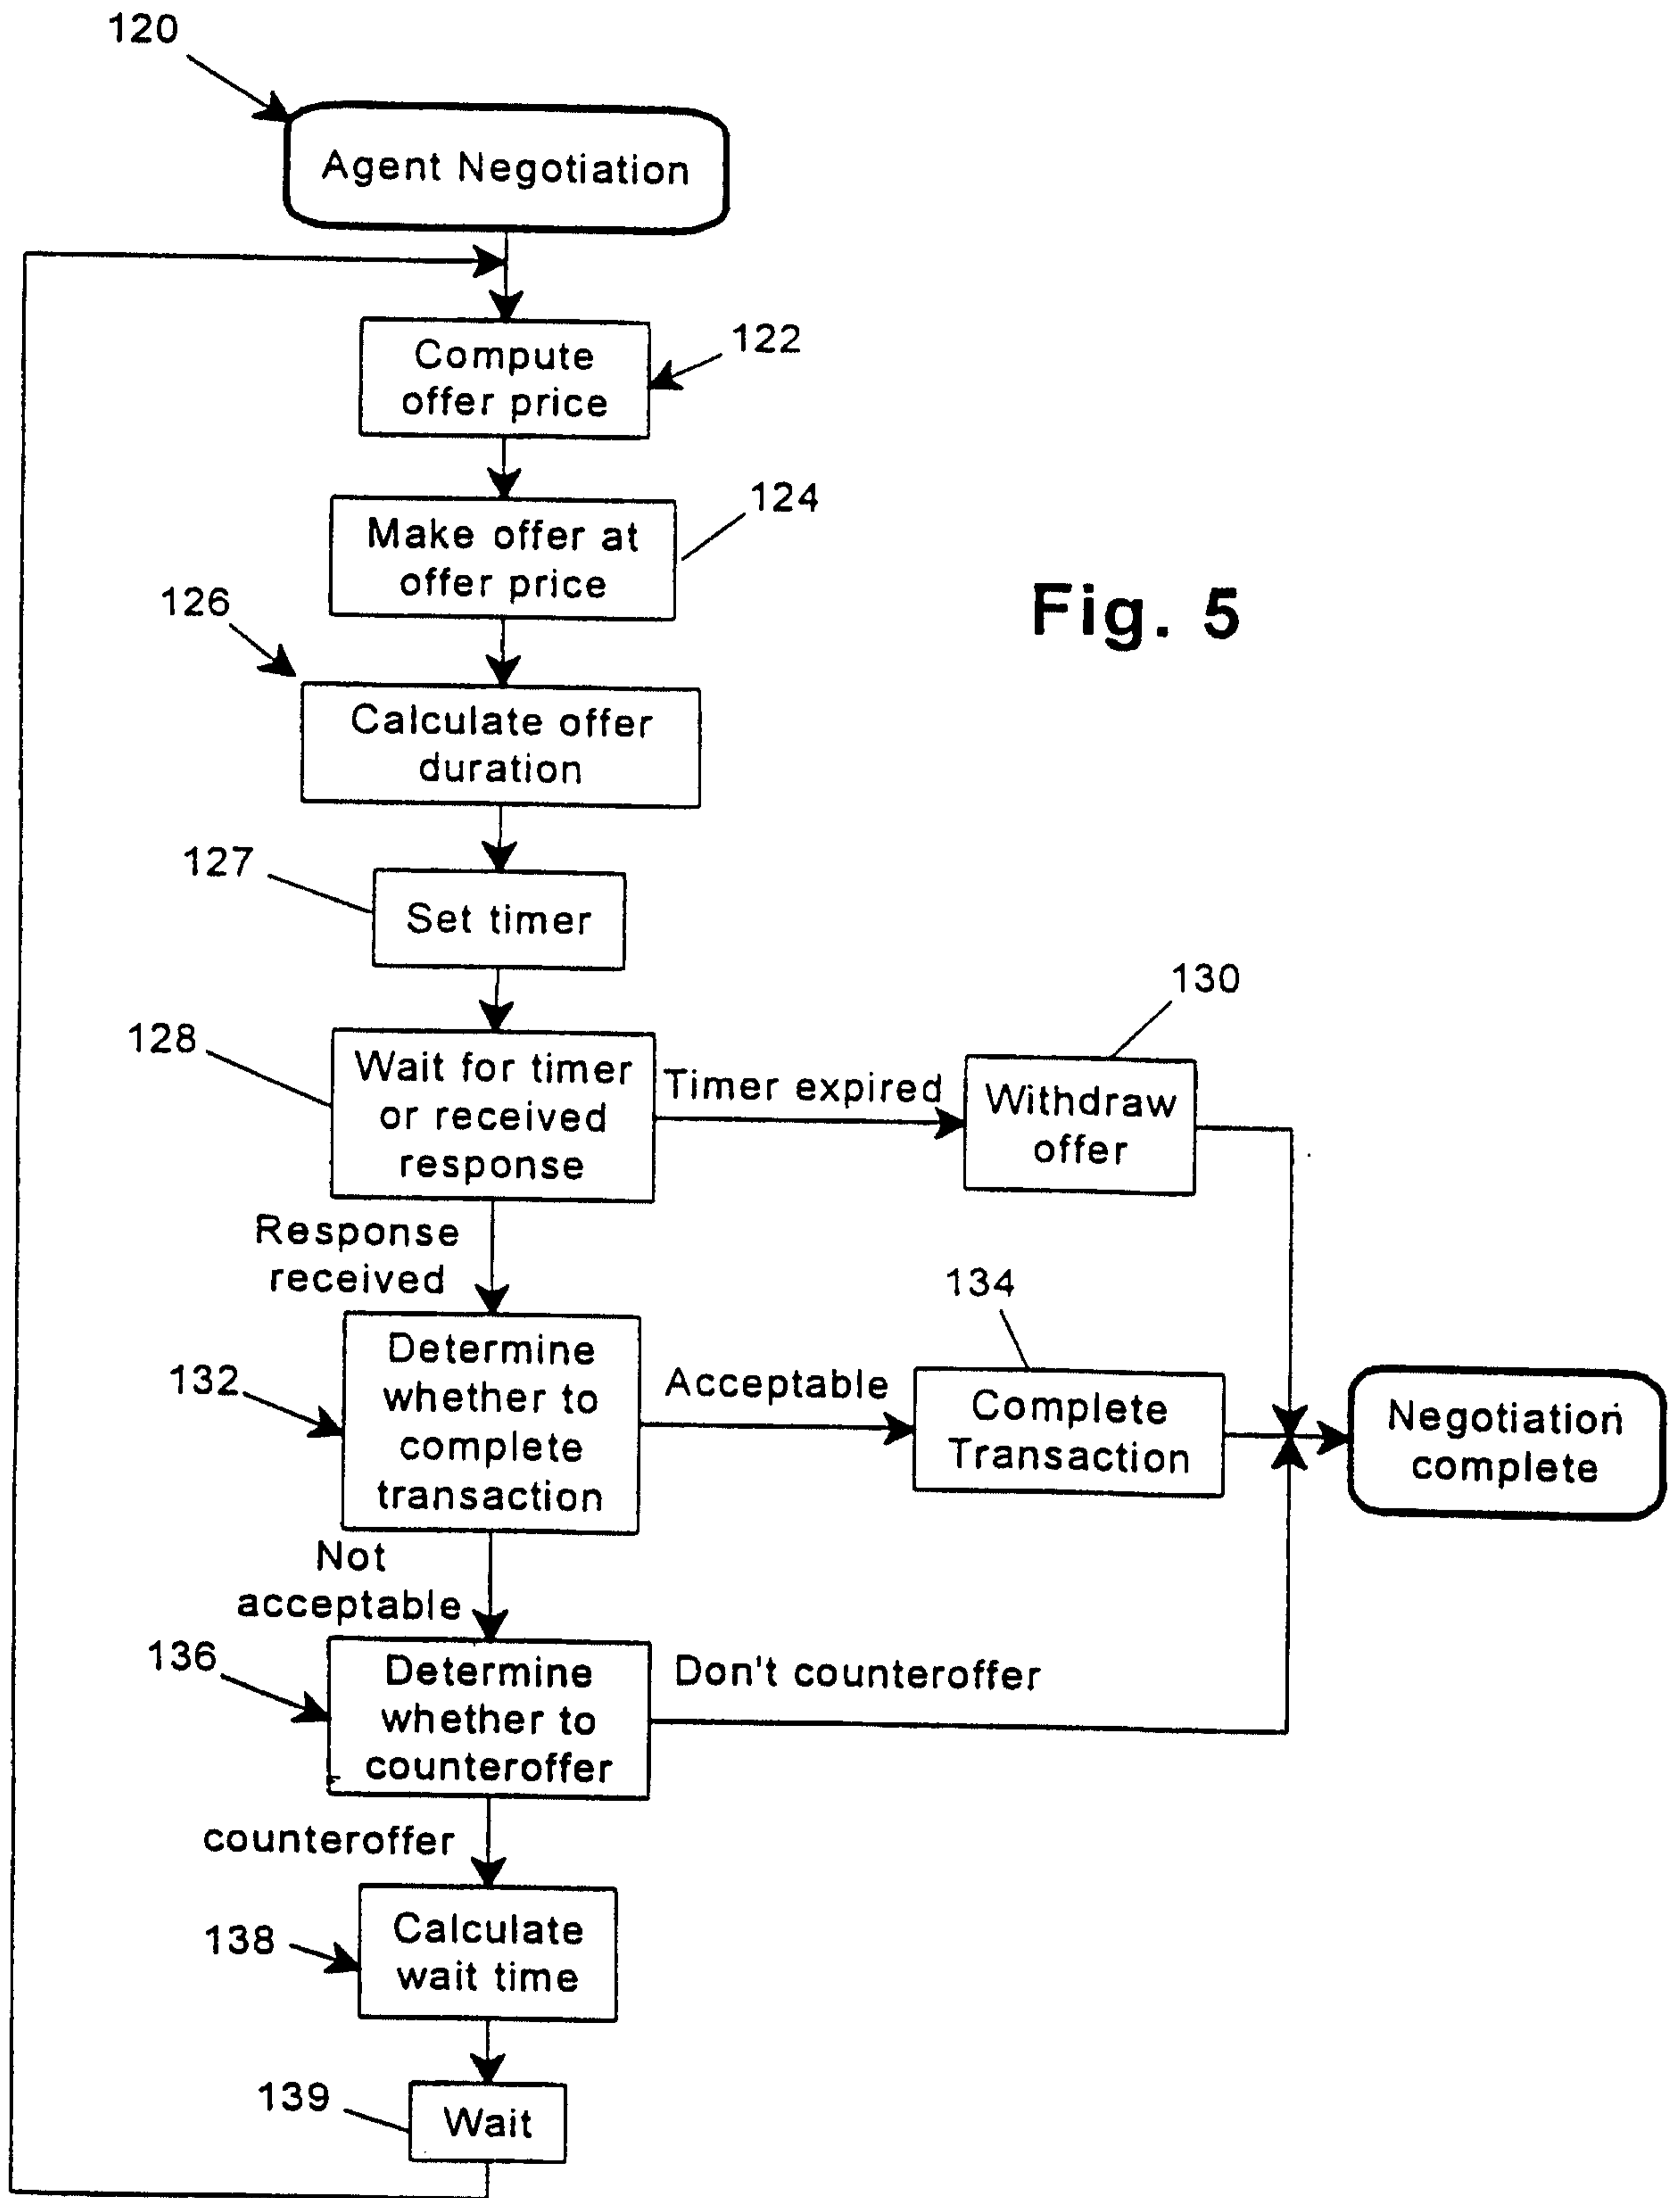 120
Agent Negotiation
Compute
offer price
122
Make offer at
offer price
124
Fig. 5
126
Calculate offer
duration
127
Set timer
128
Wait for timer
or received
response
Timer expired
130
Withdraw
offer
Response
received
132
Determine
whether to
complete
transaction
Acceptable
134
Complete
Transaction
Negotiation
complete
Not
acceptable
136
Determine
whether to
counteroffer
Don't counteroffer
counteroffer
138
Calculate
wait time
139
Wait